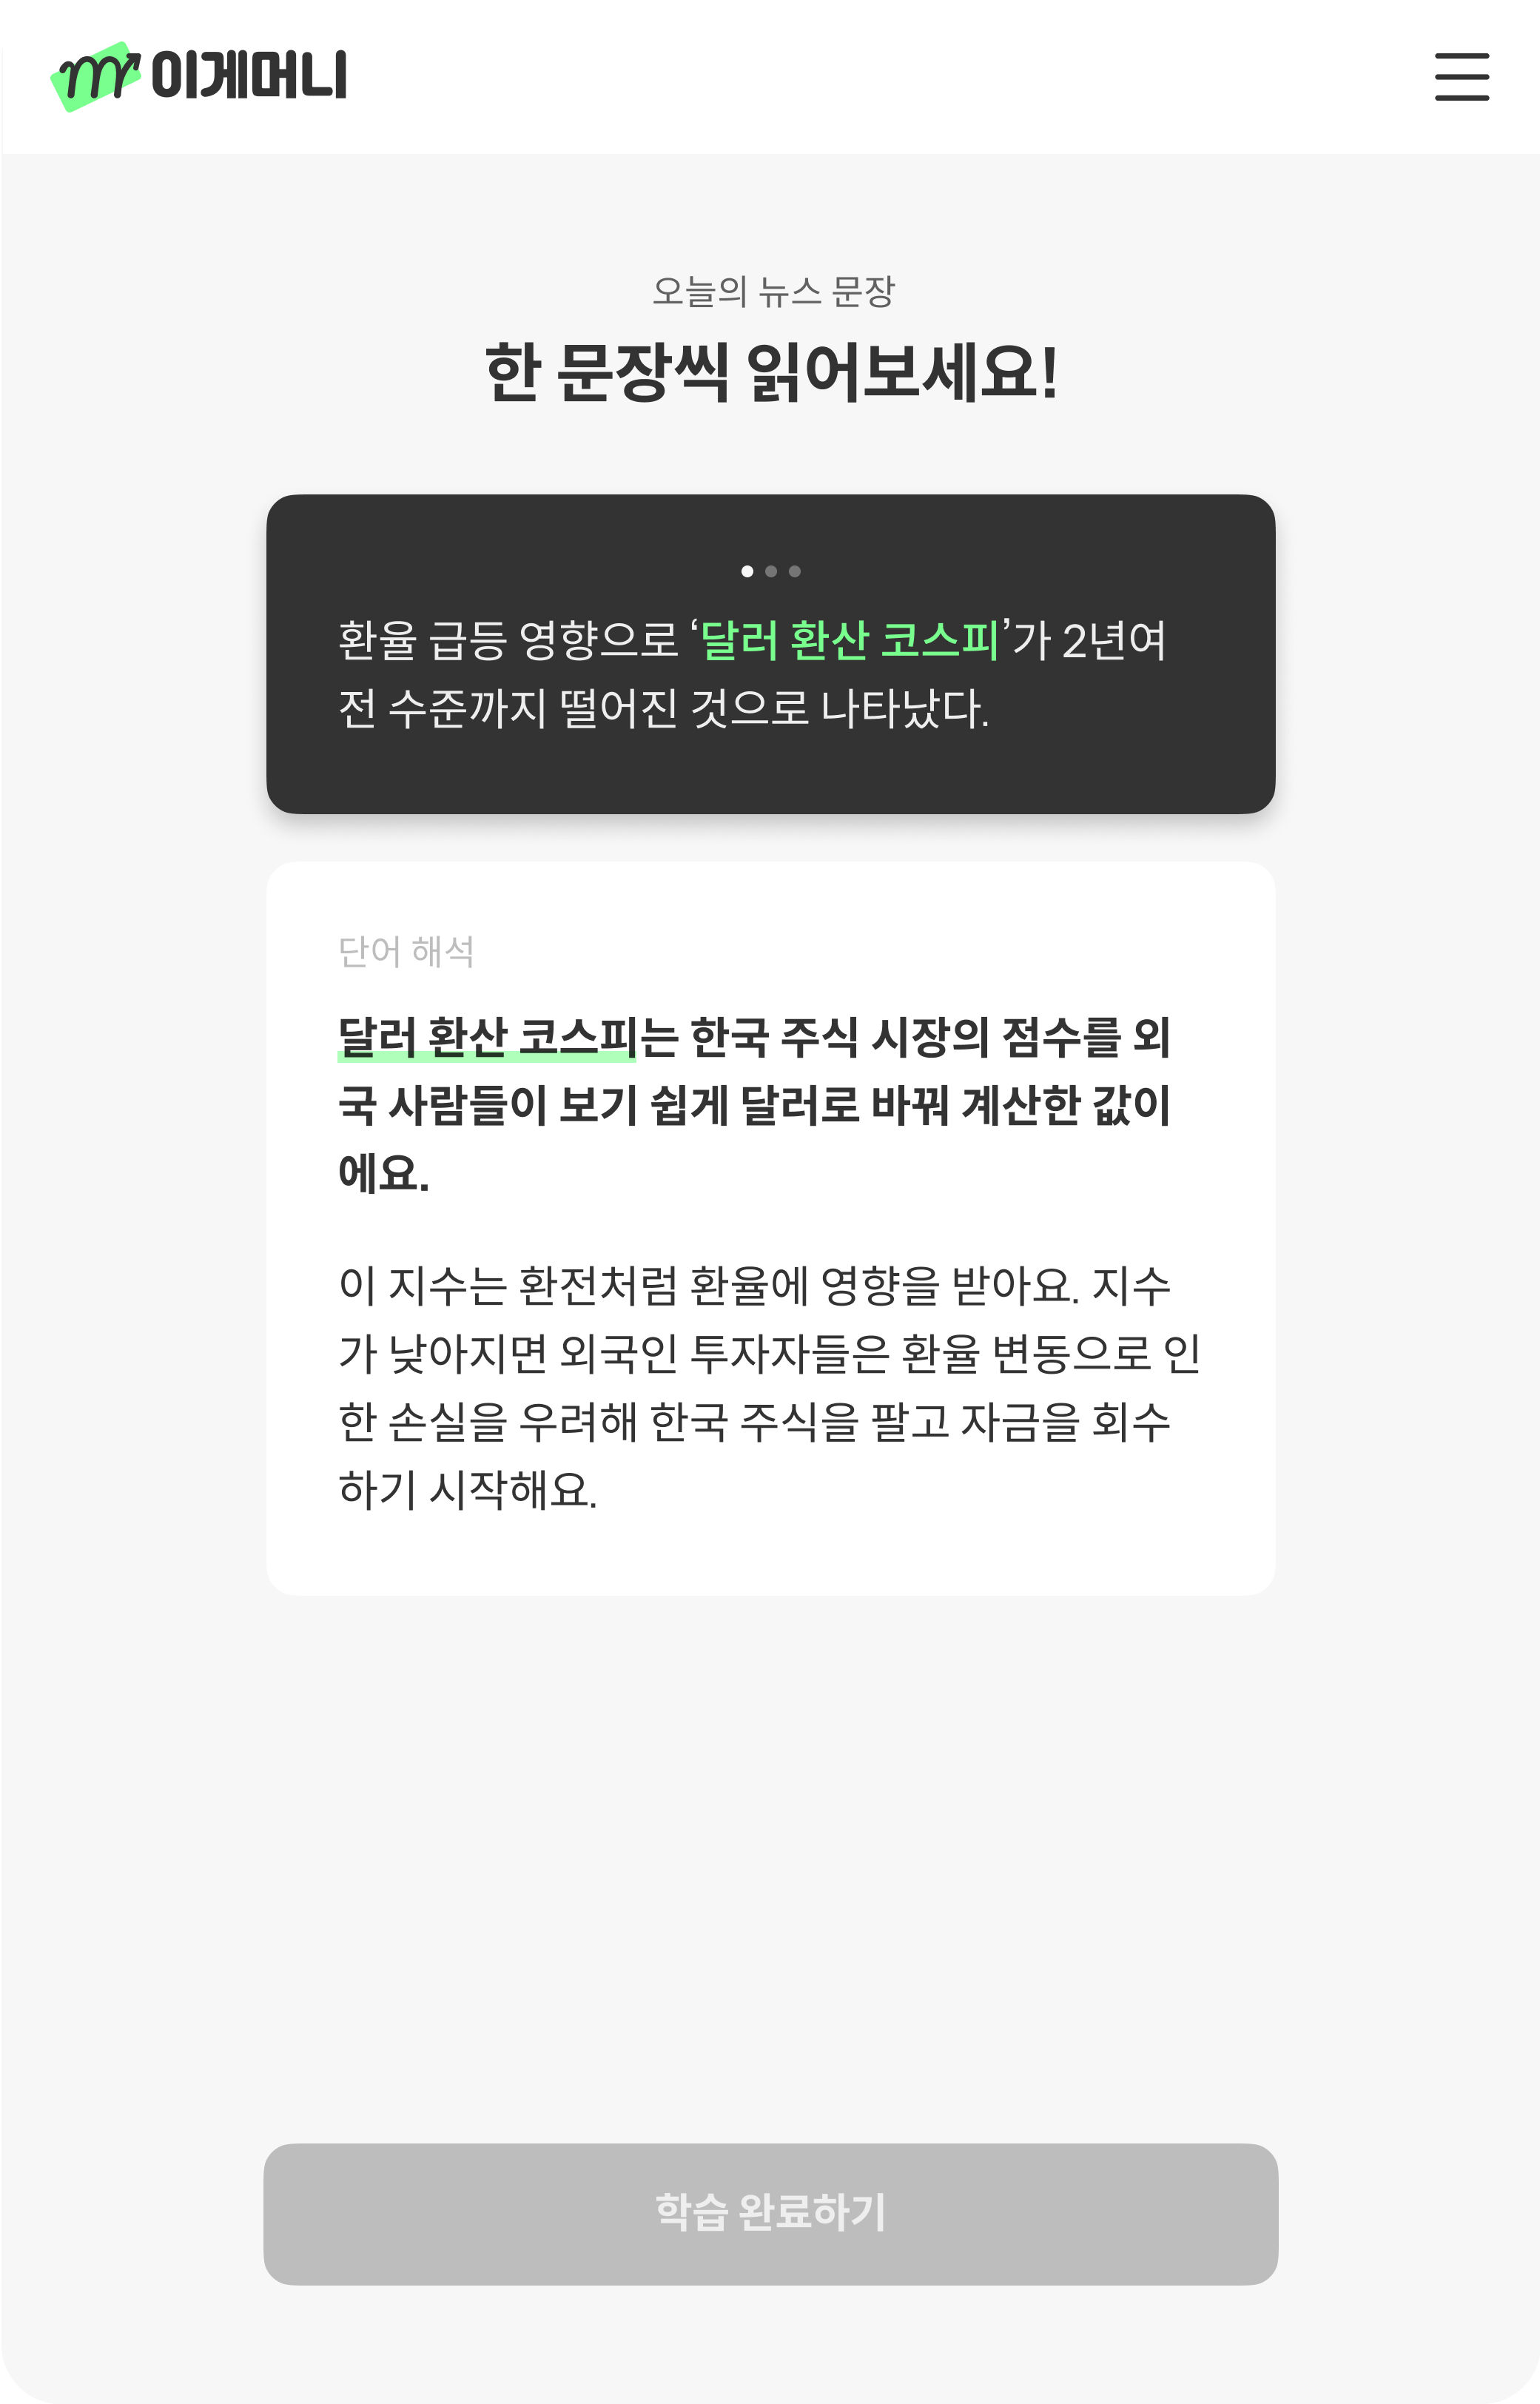 이게머니
오늘의 뉴스 문장
한 문장씩 읽어보세요!
환율 급등 영향으로 ‘달러 환산 코스피’가 2년여
전 수준까지 떨어진 것으로 나타났다.
단어 해석
달러 환산 코스피는 한국 주식 시장의 점수를 외
국 사람들이 보기 쉽게 달러로 바꿔 계산한 값이
에요.
이 지수는 환전처럼 환율에 영향을 받아요. 지수
가 낮아지면 외국인 투자자들은 환율 변동으로 인
한 손실을 우려해 한국 주식을 팔고 자금을 회수
하기 시작해요.
학습 완료하기